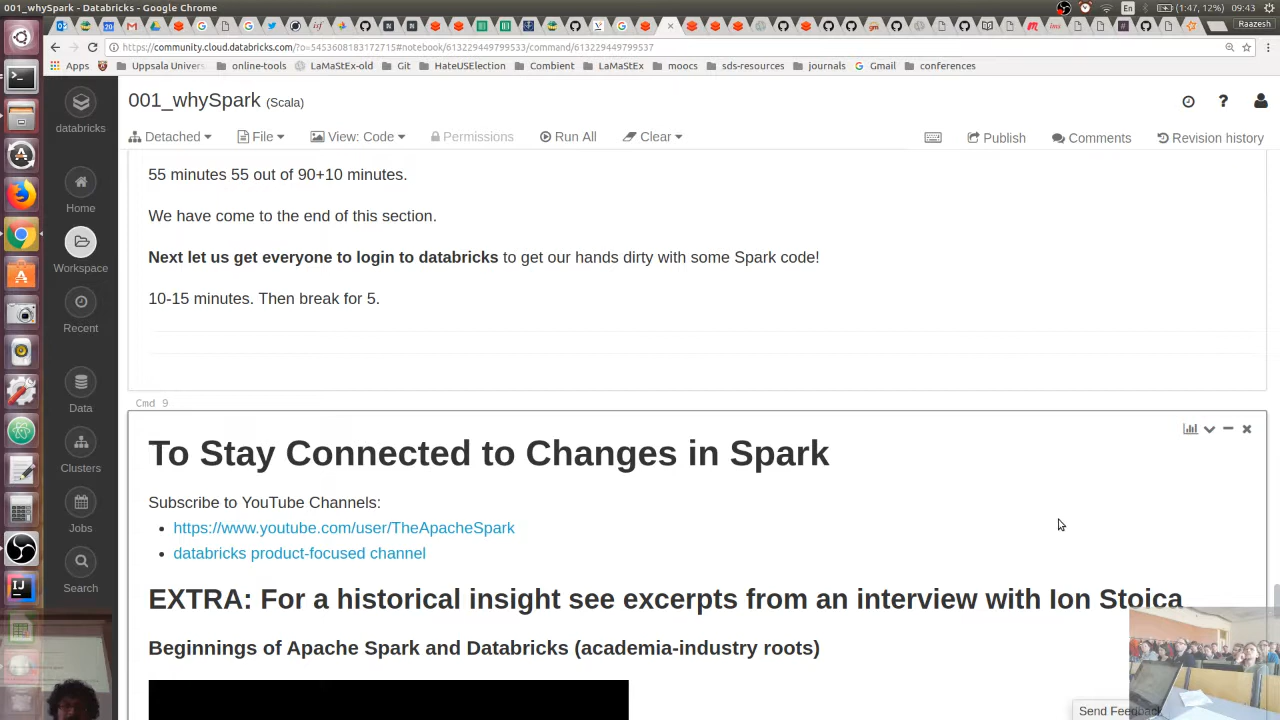 001_whySpark - Databricks - Google Chrome
En
(1:47, 12%)
09:43
Raazesh
https://community.cloud.databricks.com/?o=5453608183172715#notebook/613229449799533/command/613229449799537
Apps
Uppsala Univers
online-tools
LaMaStEx-old
Git
HateUSElection
Combient
LaMaStEx
moocs
sds-resources
journals
Gmail
conferences
databricks
Home
Workspace
Recent
Data
Clusters
Jobs
Search
001_whySpark (Scala)
Detached
File
View: Code
Permissions
Run All
Clear
Publish
Comments
Revision history
55 minutes 55 out of 90+10 minutes.
We have come to the end of this section.
Next let us get everyone to login to databricks to get our hands dirty with some Spark code!
10-15 minutes. Then break for 5.
Cmd 9
To Stay Connected to Changes in Spark
Subscribe to YouTube Channels:
• https://www.youtube.com/user/TheApacheSpark
• databricks product-focused channel
EXTRA: For a historical insight see excerpts from an interview with Ion Stoica
Beginnings of Apache Spark and Databricks (academia-industry roots)
Send Feedback